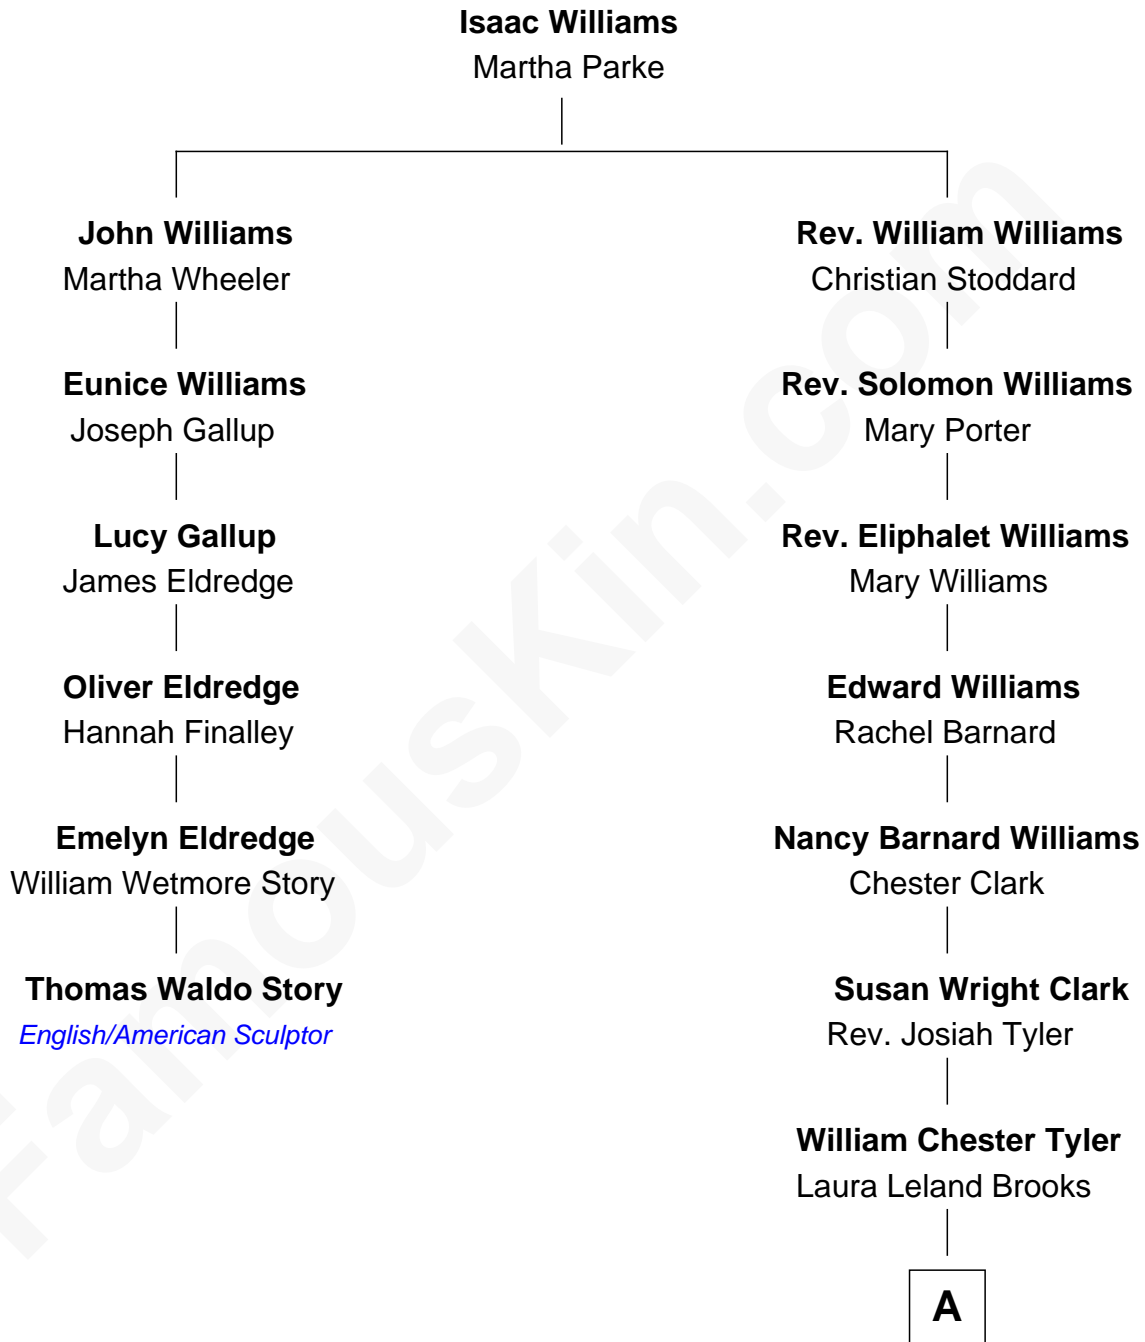 Isaac Williams
Martha Parke
John Williams
Martha Wheeler
Eunice Williams
Joseph Gallup
Lucy Gallup
James Eldredge
Oliver Eldredge
Hannah Finalley
Emelyn Eldredge
William Wetmore Story
Thomas Waldo Story
English/American Sculptor
Rev. William Williams
Christian Stoddard
Rev. Solomon Williams
Mary Porter
Rev. Eliphalet Williams
Mary Williams
Edward Williams
Rachel Barnard
Nancy Barnard Williams
Chester Clark
Susan Wright Clark
Rev. Josiah Tyler
William Chester Tyler
Laura Leland Brooks
A
FamousKin.com